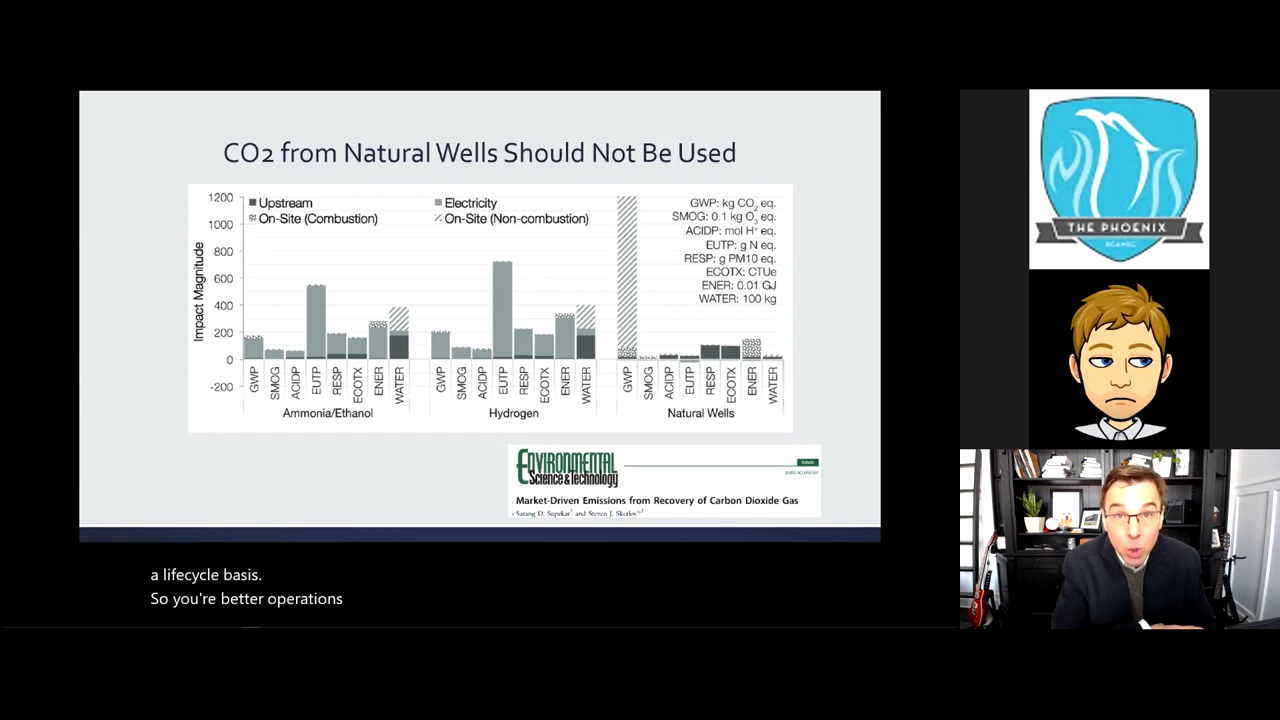 CO2 from Natural Wells Should Not Be Used
1200
1000
800
600
400
200
0
-200
Impact Magnitude
Upstream
On-Site (Combustion)
Electricity
On-Site (Non-combustion)
GWP: kg CO2 eq.
SMOG: 0.1 kg O3 eq.
ACIDP: mol H+ eq.
EUTP: g N eq.
RESP: g PM10 eq.
ECOTX: CTUe
ENER: 0.01 GJ
WATER: 100 kg
GWP SMOG ACIDP EUTP RESP ECOTX ENER WATER
GWP SMOG ACIDP EUTP RESP ECOTX ENER WATER
GWP SMOG ACIDP EUTP RESP ECOTX ENER WATER
Ammonia/Ethanol
Hydrogen
Natural Wells
ENVIRONMENTAL
Science & Technology
Article
Market-Driven Emissions from Recovery of Carbon Dioxide Gas
Sarang D. Supekar and Steven J. Skerlos
a lifecycle basis.
So you're better operations
THE PHOENIX